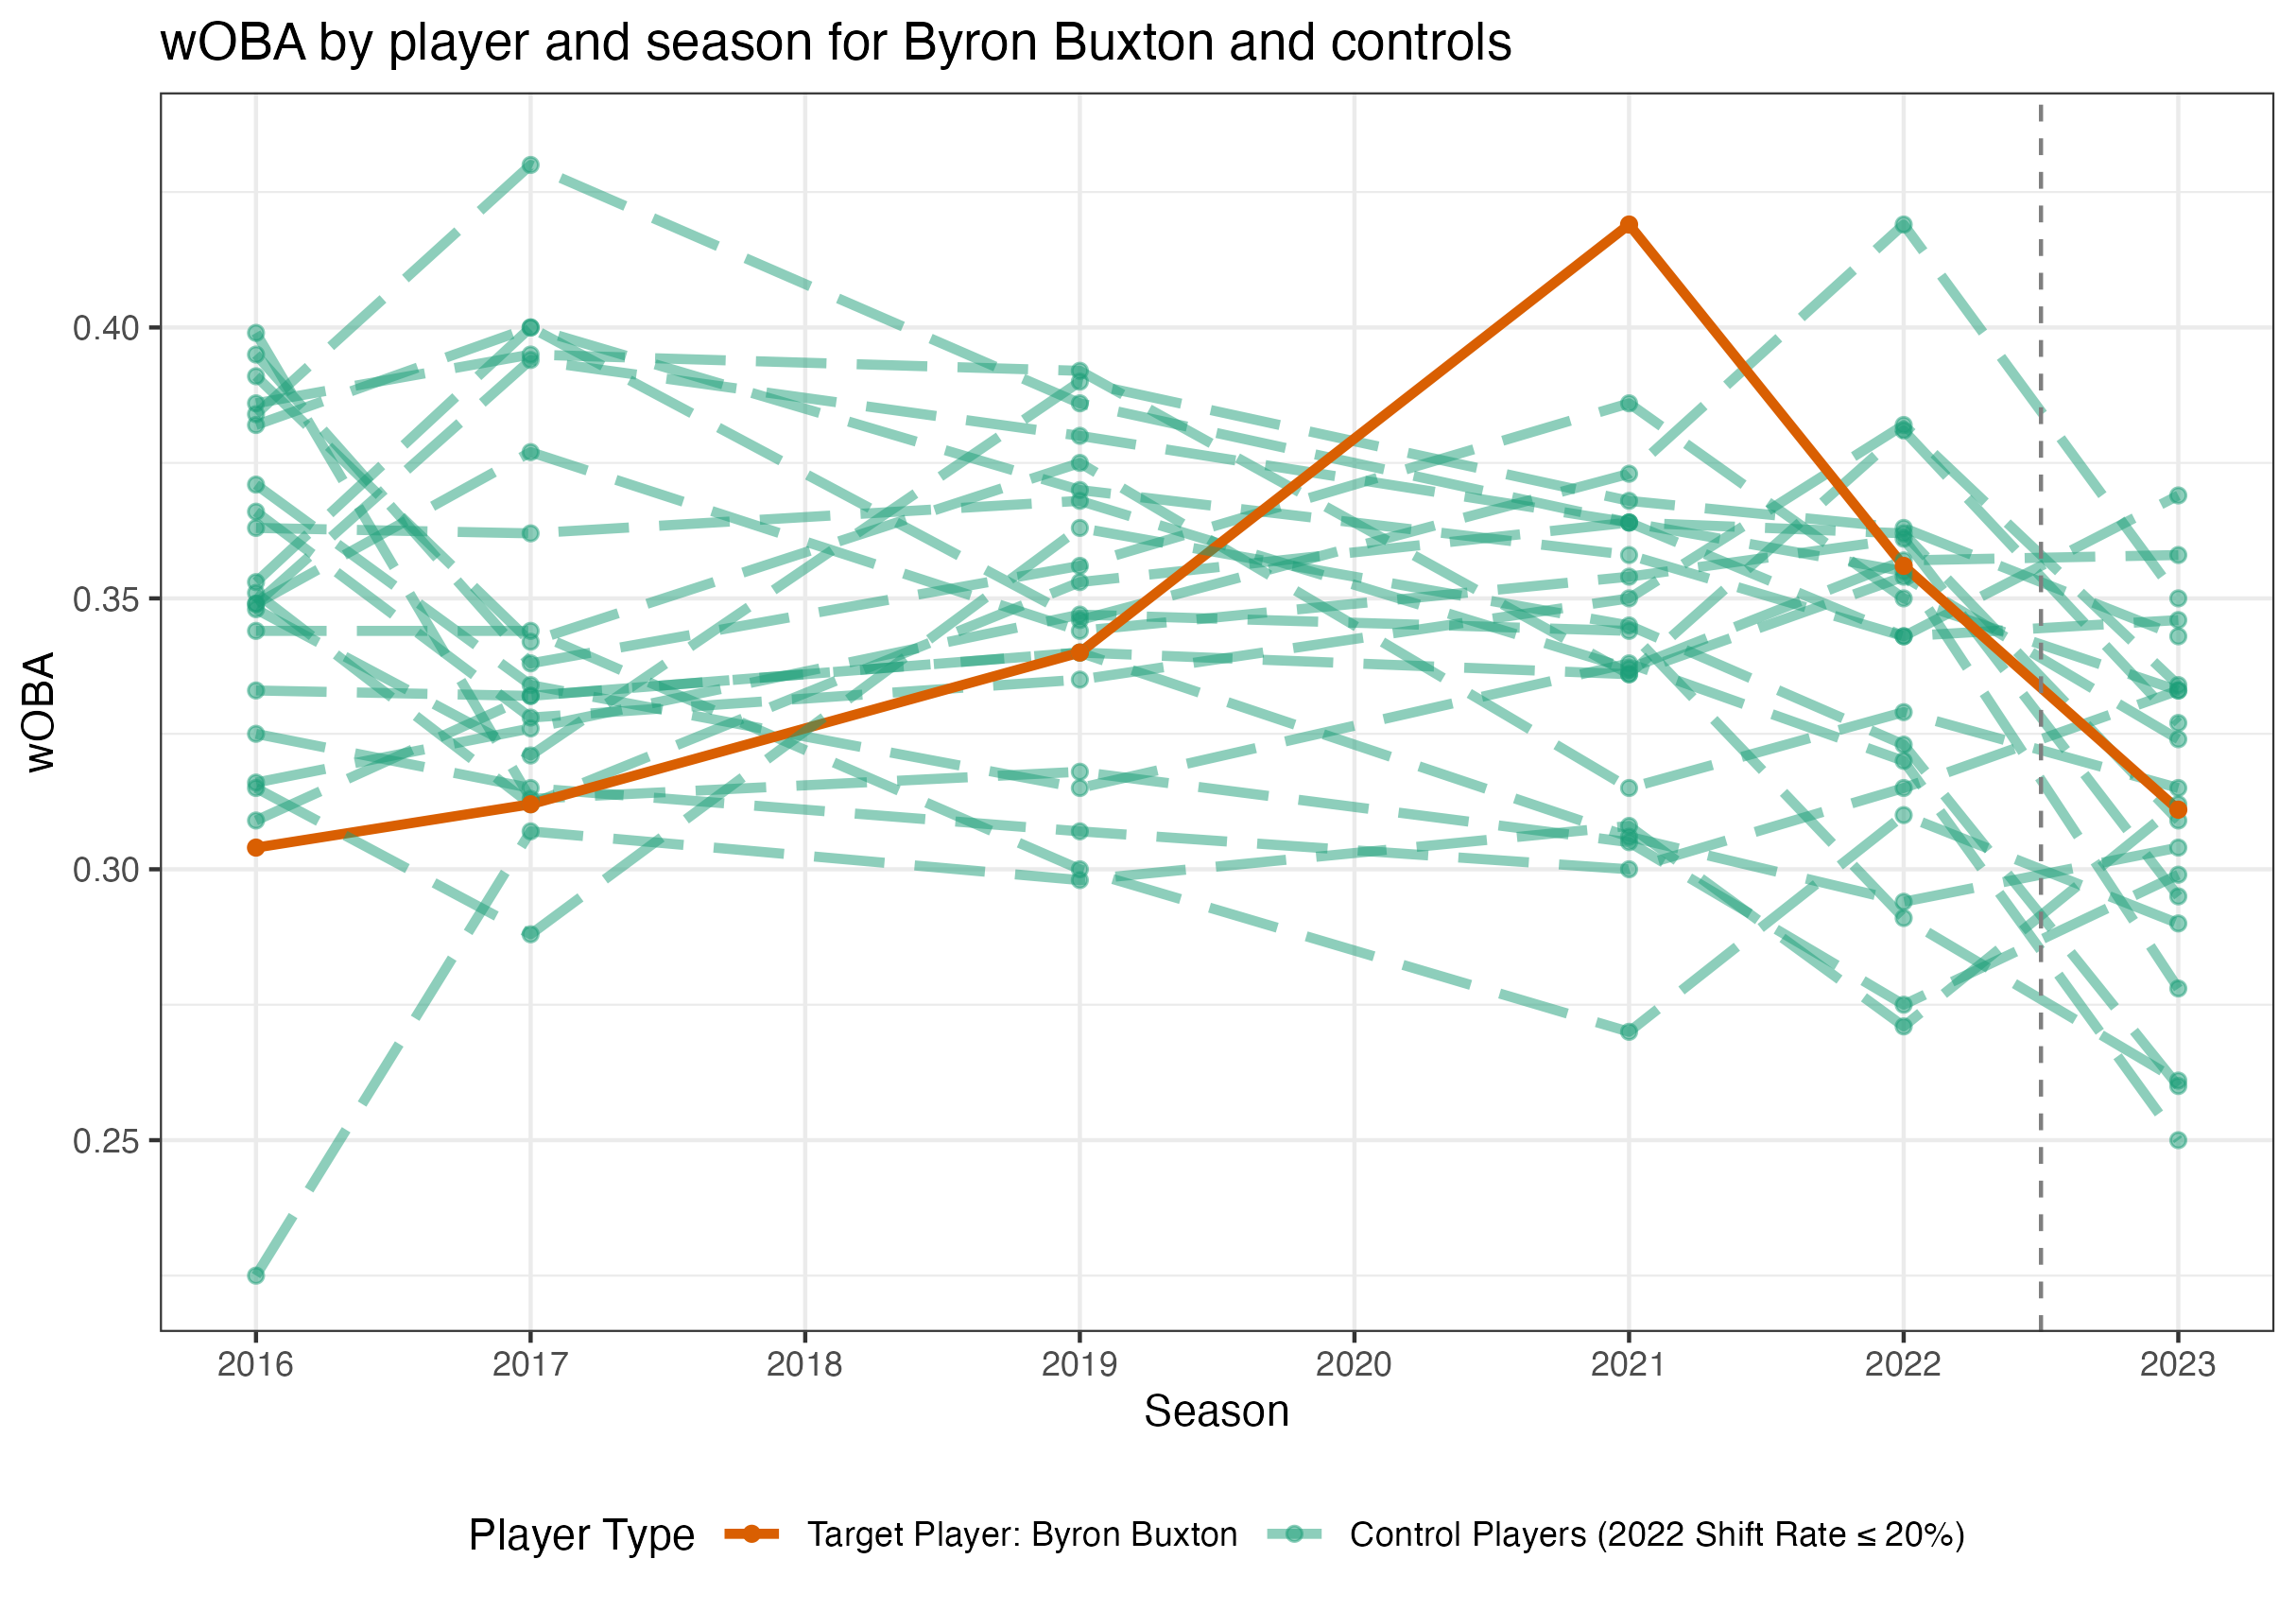 wOBA by player and season for Byron Buxton and controls
wOBA
0.40
0.35
0.30
0.25
2016 2017 2018 2019 2020 2021 2022 2023
Season
Player Type Target Player: Byron Buxton Control Players (2022 Shift Rate ≤ 20%)